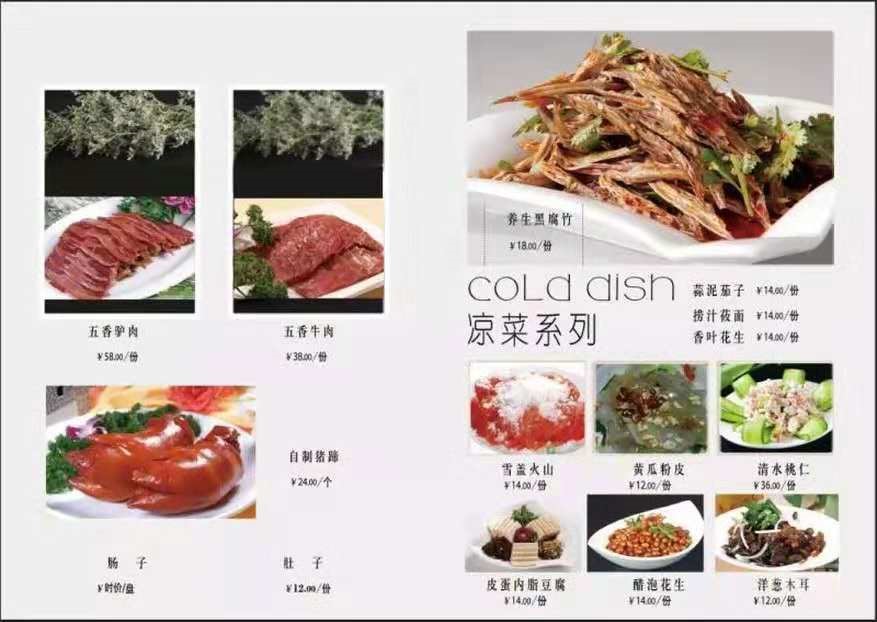 五香驴肉
￥58.00/份
五香牛肉
￥38.00/份
自制猪蹄
￥24.00/个
肠 子
￥时价/盘
肚 子
￥12.00/份
养生黑腐竹
￥18.00/份
COLD DISH
凉菜系列
蒜泥茄子 ￥14.00/份
捞汁莜面 ￥14.00/份
香叶花生 ￥14.00/份
雪盖火山
￥14.00/份
黄瓜粉皮
￥12.00/份
清水桃仁
￥36.00/份
皮蛋内脂豆腐
￥14.00/份
醋泡花生
￥14.00/份
洋葱木耳
￥12.00/份